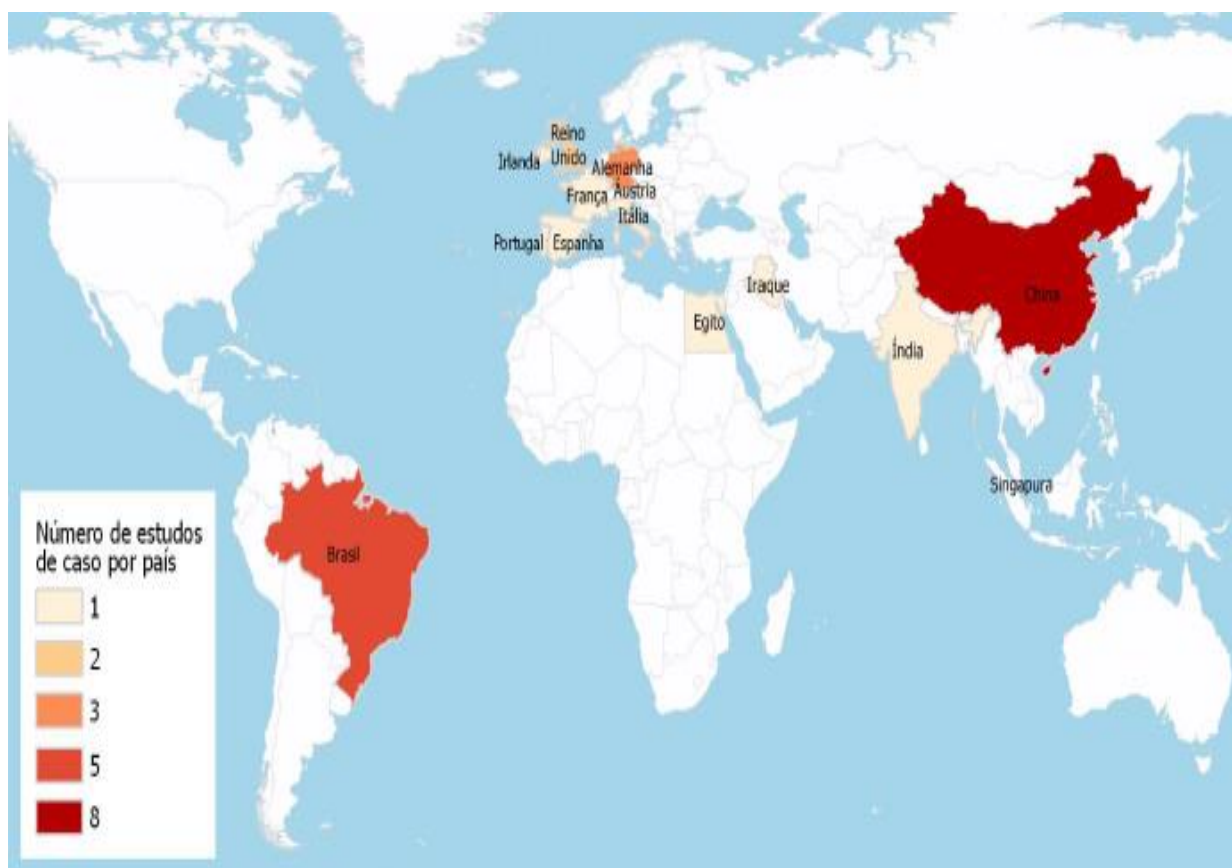 Reino
Unido
Irlanda
Alemanha
Áustria
França
Itália
Portugal
Espanha
Iraque
Egito
China
Índia
Singapura
Brasil
Número de estudos
de caso por país
1
2
3
5
8